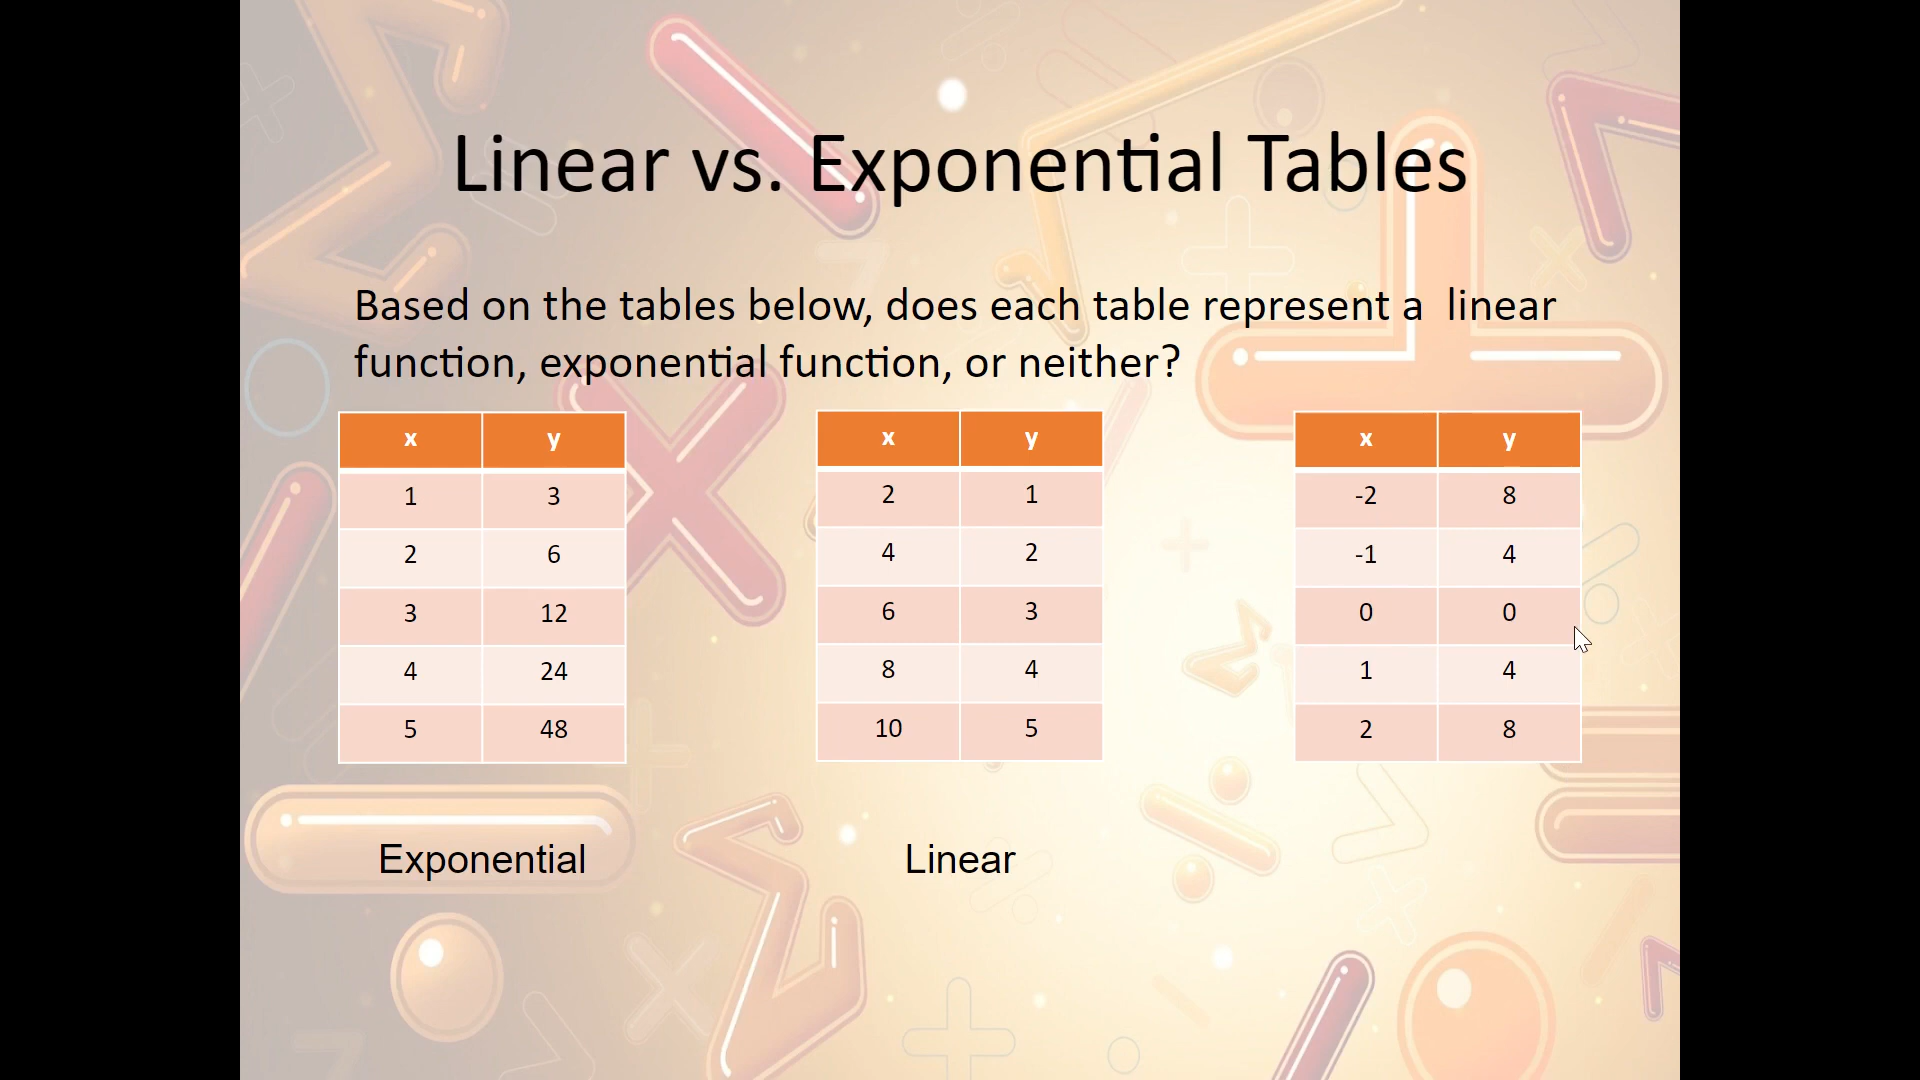 Linear vs. Exponential Tables
Based on the tables below, does each table represent a  linear
function, exponential function, or neither?
x y
1 3
2 6
3 12
4 24
5 48
x y
2 1
4 2
6 3
8 4
10 5
x y
-2 8
-1 4
0 0
1 4
2 8
Exponential
Linear